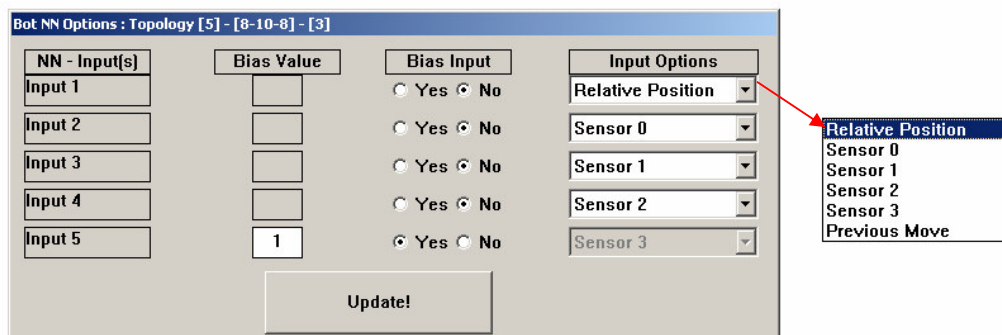 Bot NN Options : Topology [5] - [8-10-8] - [3]
NN - Input(s) Bias Value Bias Input Input Options
Input 1 Yes No Relative Position
Input 2 Yes No Sensor 0
Input 3 Yes No Sensor 1
Input 4 Yes No Sensor 2
Input 5 1 Yes No Sensor 3
Update!
Relative Position
Sensor 0
Sensor 1
Sensor 2
Sensor 3
Previous Move